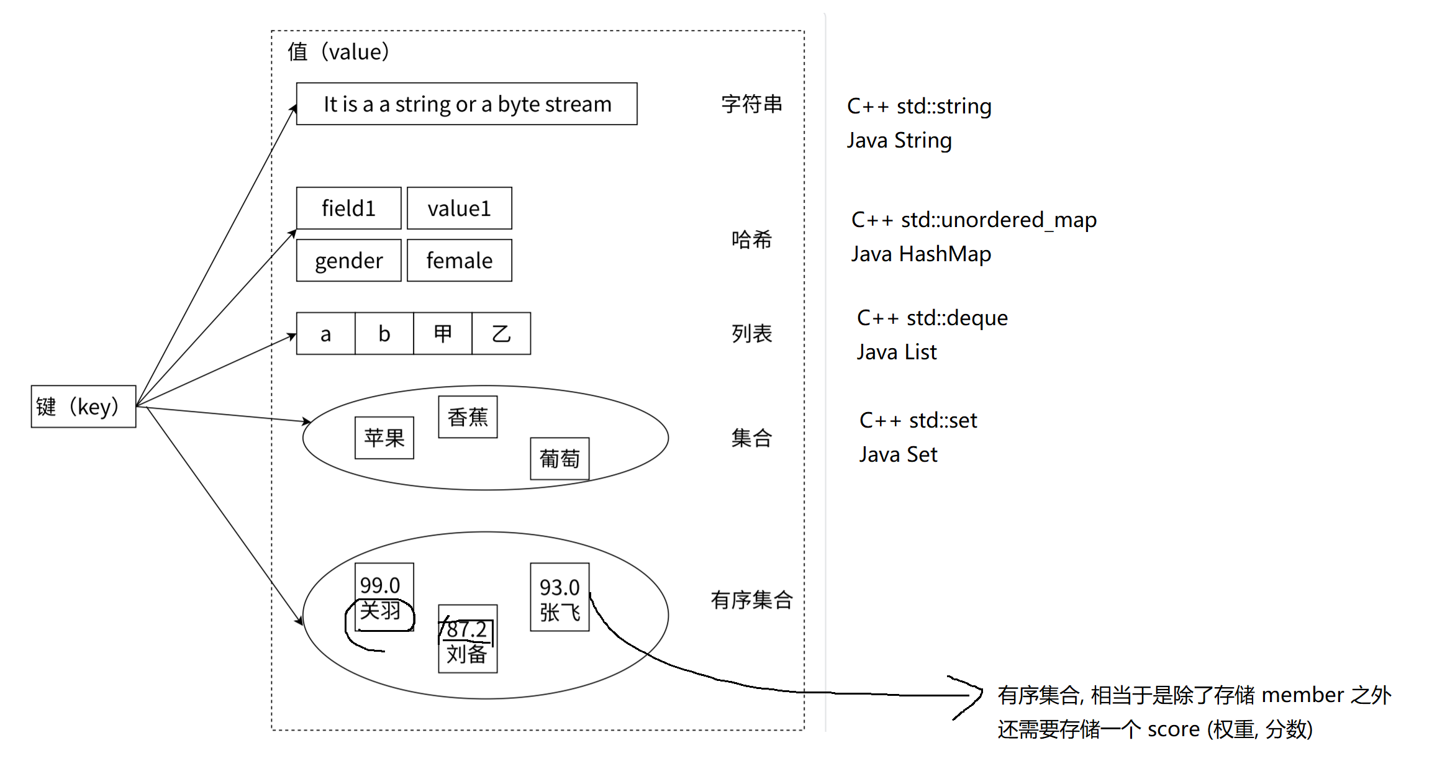 值（value）
It is a a string or a byte stream
字符串
C++ std::string
Java String
field1
value1
gender
female
哈希
C++ std::unordered_map
Java HashMap
a
b
甲
乙
列表
C++ std::deque
Java List
键（key）
苹果
香蕉
葡萄
集合
C++ std::set
Java Set
99.0
关羽
87.2
刘备
93.0
张飞
有序集合
有序集合, 相当于是除了存储 member 之外
还需要存储一个 score (权重, 分数)